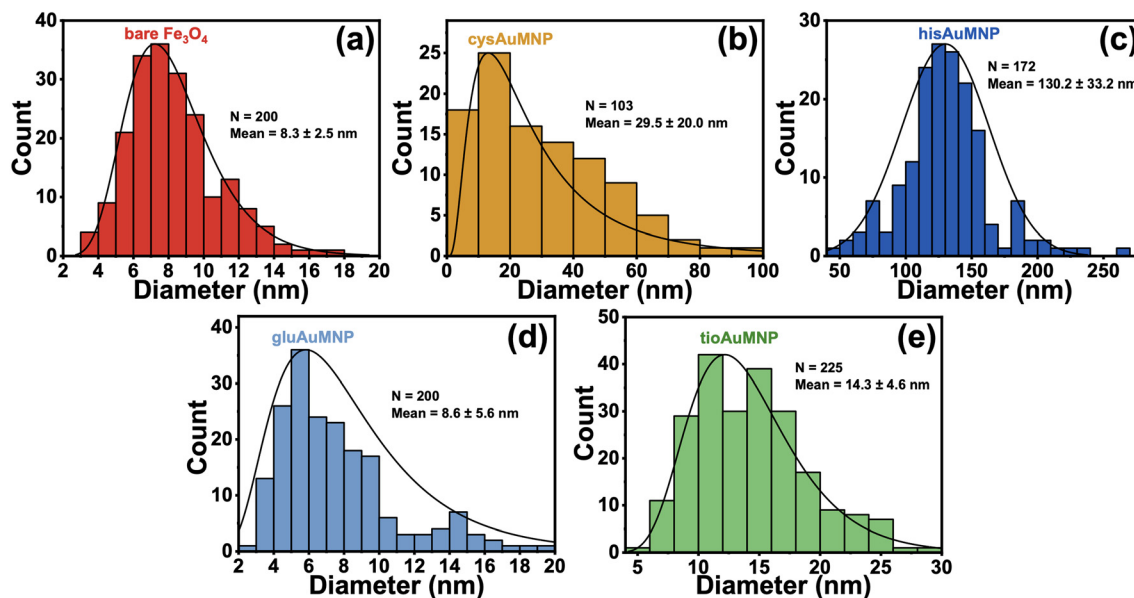 (a)
bare Fe₃O₄
N = 200
Mean = 8.3 ± 2.5 nm
Count
40
30
20
10
0
2 4 6 8 10 12 14 16 18 20
Diameter (nm)
(b)
cysAuMNP
N = 103
Mean = 29.5 ± 20.0 nm
Count
25
20
15
10
5
0
0 20 40 60 80 100
Diameter (nm)
(c)
hisAuMNP
N = 172
Mean = 130.2 ± 33.2 nm
Count
30
20
10
0
50 100 150 200 250
Diameter (nm)
(d)
gluAuMNP
N = 200
Mean = 8.6 ± 5.6 nm
Count
40
30
20
10
0
2 4 6 8 10 12 14 16 18 20
Diameter (nm)
(e)
tioAuMNP
N = 225
Mean = 14.3 ± 4.6 nm
Count
50
40
30
20
10
0
5 10 15 20 25 30
Diameter (nm)